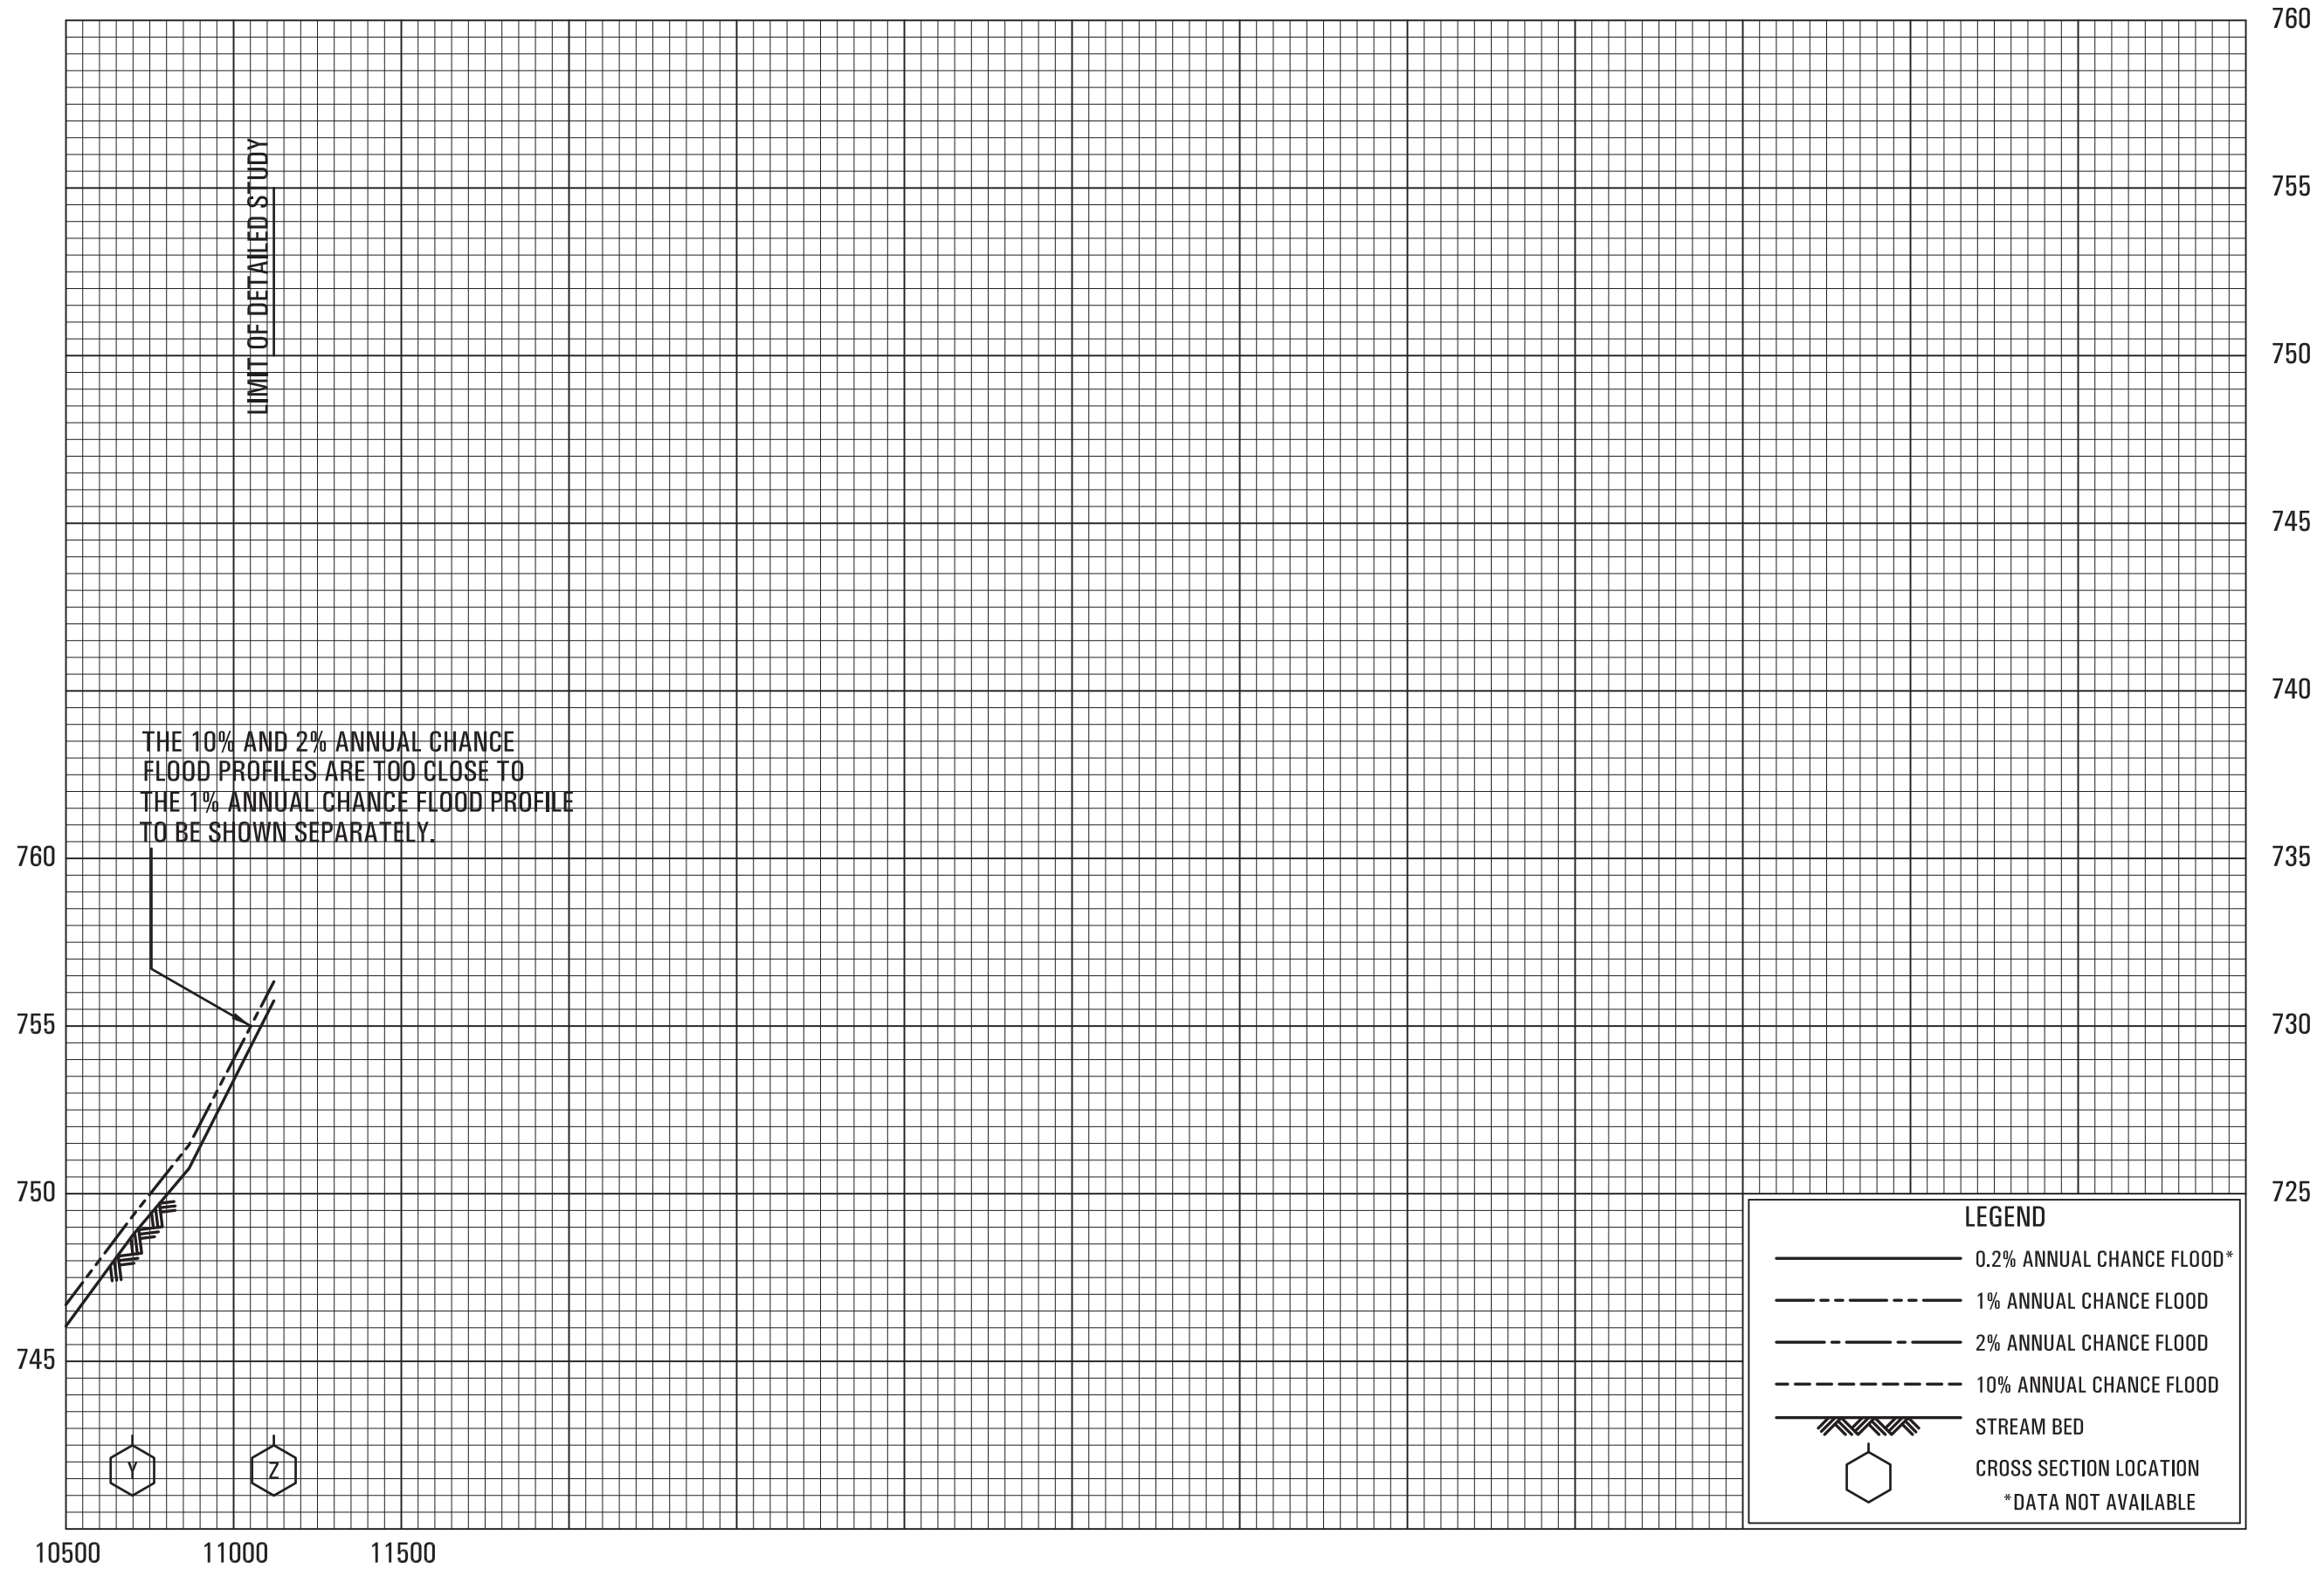 760
755
750
745
740
735
730
725
LIMIT OF DETAILED STUDY
THE 10% AND 2% ANNUAL CHANCE
FLOOD PROFILES ARE TOO CLOSE TO
THE 1% ANNUAL CHANCE FLOOD PROFILE
TO BE SHOWN SEPARATELY.
760
755
750
745
Y
Z
10500
11000
11500
LEGEND
0.2% ANNUAL CHANCE FLOOD*
1% ANNUAL CHANCE FLOOD
2% ANNUAL CHANCE FLOOD
10% ANNUAL CHANCE FLOOD
STREAM BED
CROSS SECTION LOCATION
*DATA NOT AVAILABLE